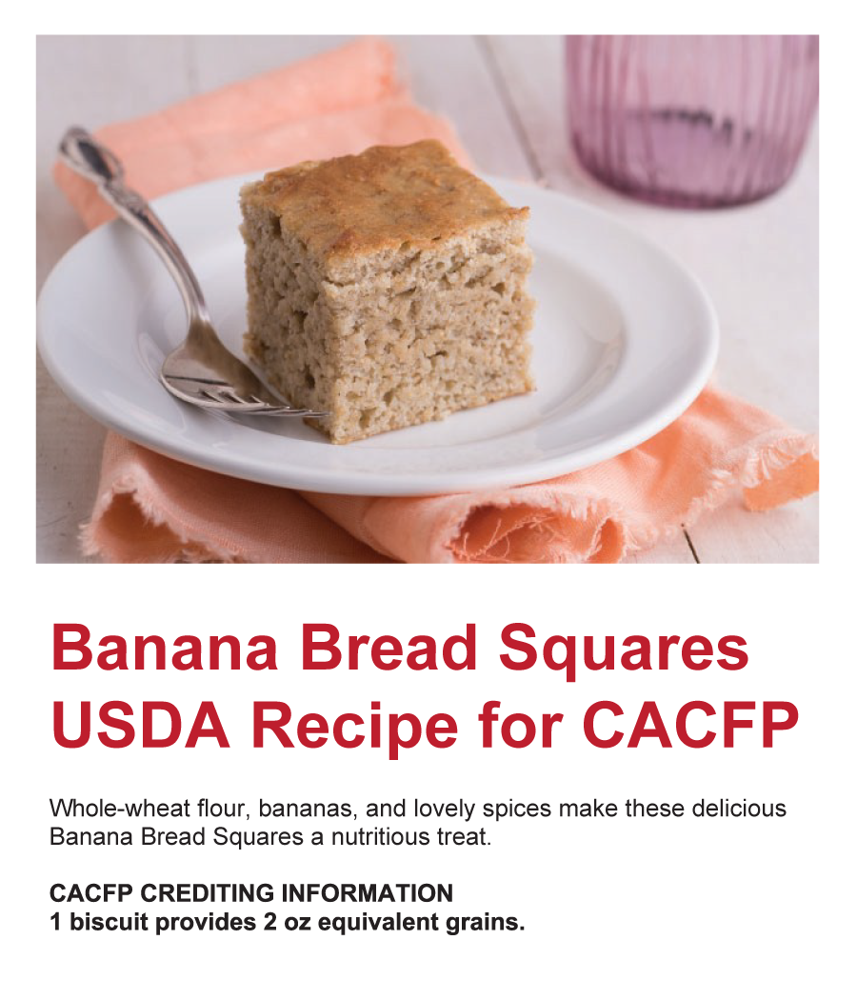 Banana Bread Squares
USDA Recipe for CACFP
Whole-wheat flour, bananas, and lovely spices make these delicious
Banana Bread Squares a nutritious treat.
CACFP CREDITING INFORMATION
1 biscuit provides 2 oz equivalent grains.